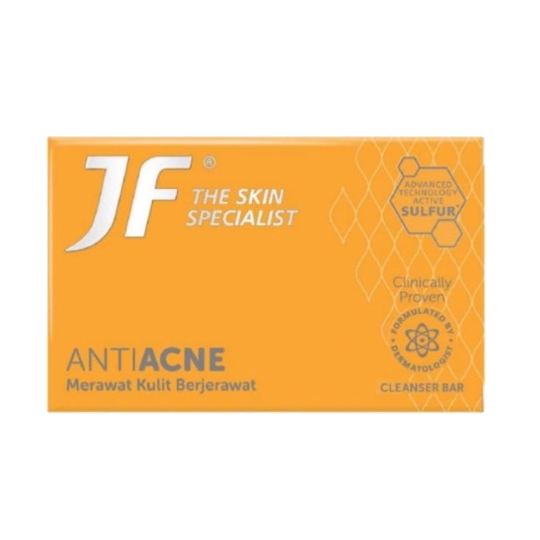 JF®
THE SKIN
SPECIALIST
ADVANCED
TECHNOLOGY
ACTIVE
SULFUR
Clinically
Proven
FORMULATED BY
DERMATOLOGIST
ANTIACNE
Merawat Kulit Berjerawat
CLEANSER BAR